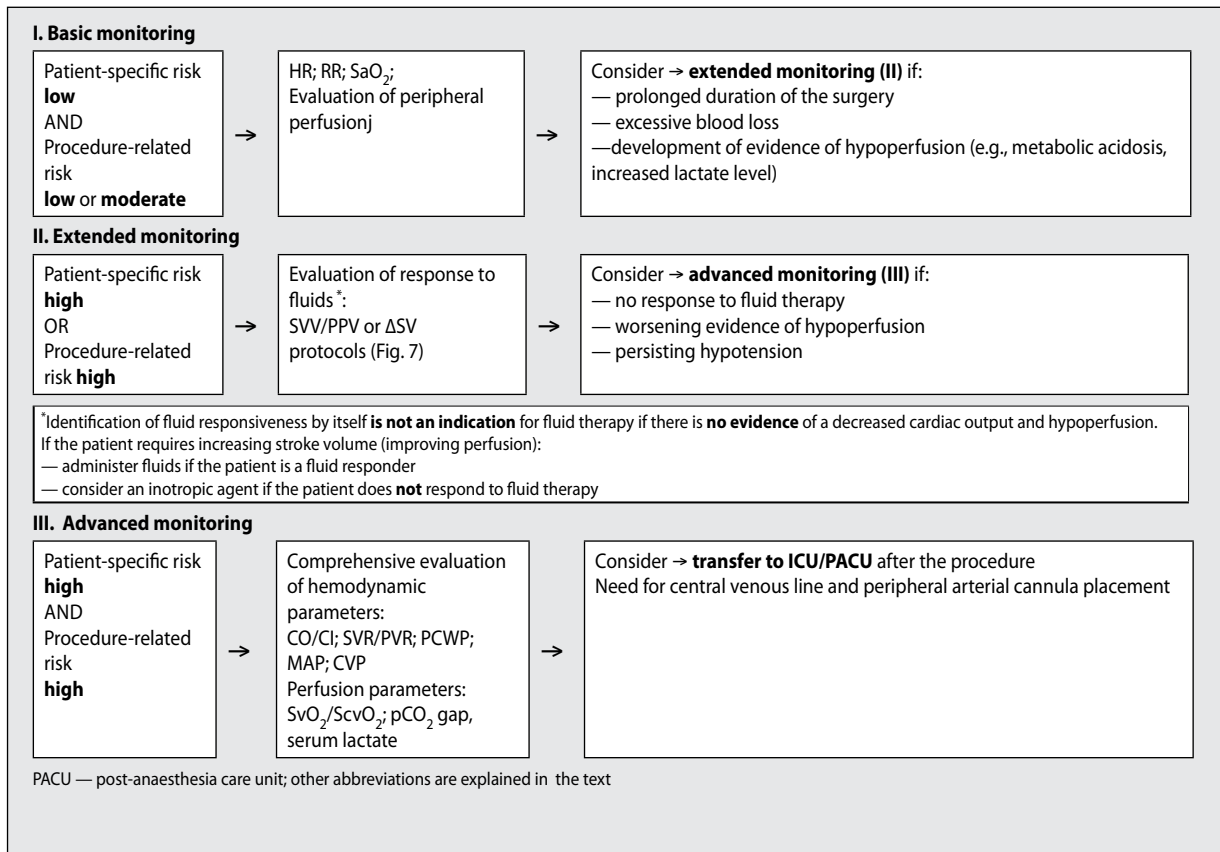 I. Basic monitoring
Patient-specific risk
low
AND
Procedure-related
risk
low or moderate
→
HR; RR; SaO₂;
Evaluation of peripheral
perfusionj
→
Consider → extended monitoring (II) if:
— prolonged duration of the surgery
— excessive blood loss
—development of evidence of hypoperfusion (e.g., metabolic acidosis,
increased lactate level)
II. Extended monitoring
Patient-specific risk
high
OR
Procedure-related
risk high
→
Evaluation of response to
fluids *:
SVV/PPV or ΔSV
protocols (Fig. 7)
→
Consider → advanced monitoring (III) if:
— no response to fluid therapy
— worsening evidence of hypoperfusion
— persisting hypotension
*Identification of fluid responsiveness by itself is not an indication for fluid therapy if there is no evidence of a decreased cardiac output and hypoperfusion.
If the patient requires increasing stroke volume (improving perfusion):
— administer fluids if the patient is a fluid responder
— consider an inotropic agent if the patient does not respond to fluid therapy
III. Advanced monitoring
Patient-specific risk
high
AND
Procedure-related
risk
high
→
Comprehensive evaluation
of hemodynamic
parameters:
CO/CI; SVR/PVR; PCWP;
MAP; CVP
Perfusion parameters:
SvO₂/ScvO₂; pCO₂ gap,
serum lactate
→
Consider → transfer to ICU/PACU after the procedure
Need for central venous line and peripheral arterial cannula placement
PACU — post-anaesthesia care unit; other abbreviations are explained in the text